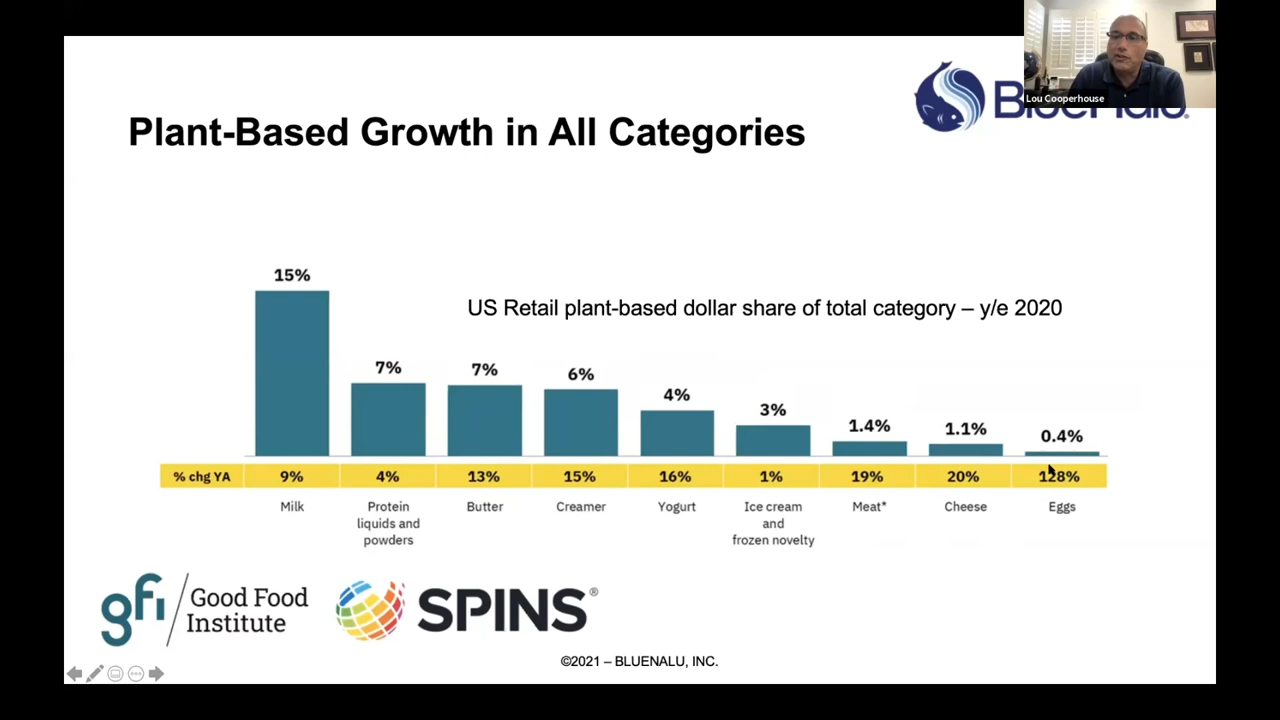 Lou Cooperhouse
BlueNalu®
Plant-Based Growth in All Categories
US Retail plant-based dollar share of total category – y/e 2020
15%
7%
7%
6%
4%
3%
1.4%
1.1%
0.4%
% chg YA 9% 4% 13% 15% 16% 1% 19% 20% 128%
Milk
Protein
liquids and
powders
Butter
Creamer
Yogurt
Ice cream
and
frozen novelty
Meat*
Cheese
Eggs
gfi
Good Food
Institute
SPINS®
©2021 – BLUENALU, INC.